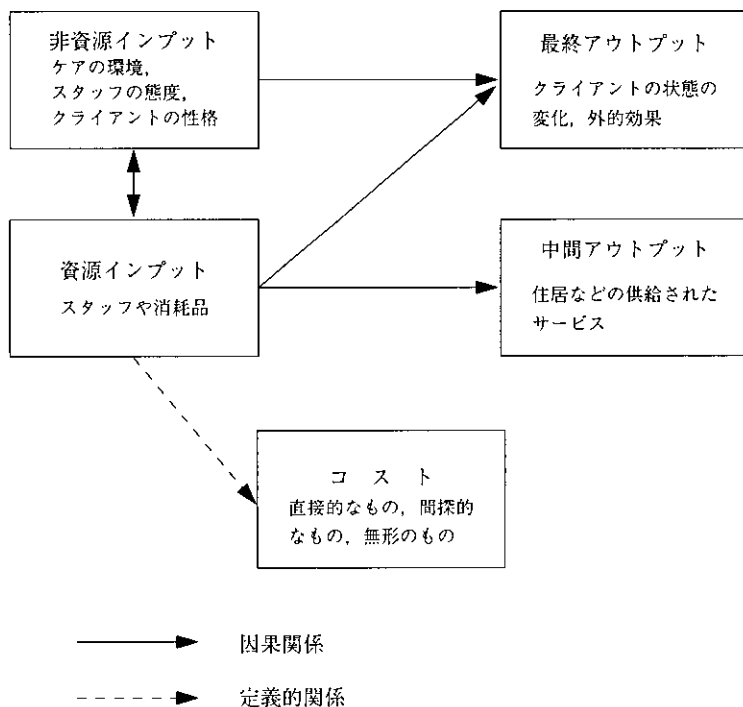 非資源インプット
ケアの環境,
スタッフの態度,
クライアントの性格
最終アウトプット
クライアントの状態の
変化, 外的効果
資源インプット
スタッフや消耗品
中間アウトプット
住居などの供給された
サービス
コスト
直接的なもの, 間探的
なもの, 無形のもの
因果関係
定義的関係